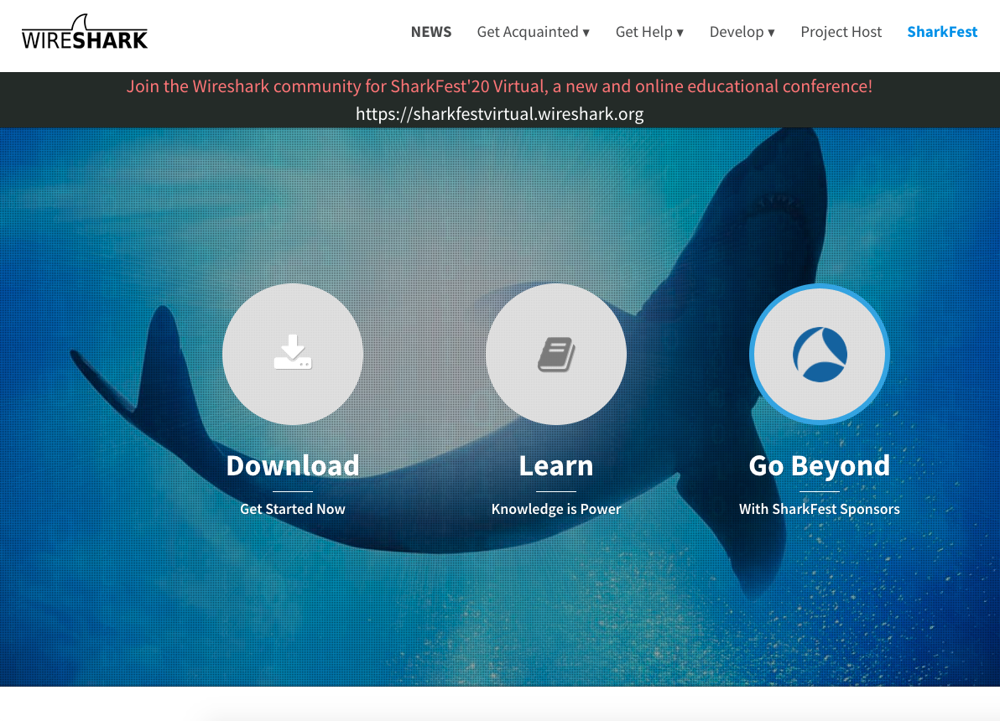 WIRESHARK
NEWS Get Acquainted ▾ Get Help ▾ Develop ▾ Project Host SharkFest
Join the Wireshark community for SharkFest'20 Virtual, a new and online educational conference!
https://sharkfestvirtual.wireshark.org
Download Learn Go Beyond
Get Started Now Knowledge is Power With SharkFest Sponsors